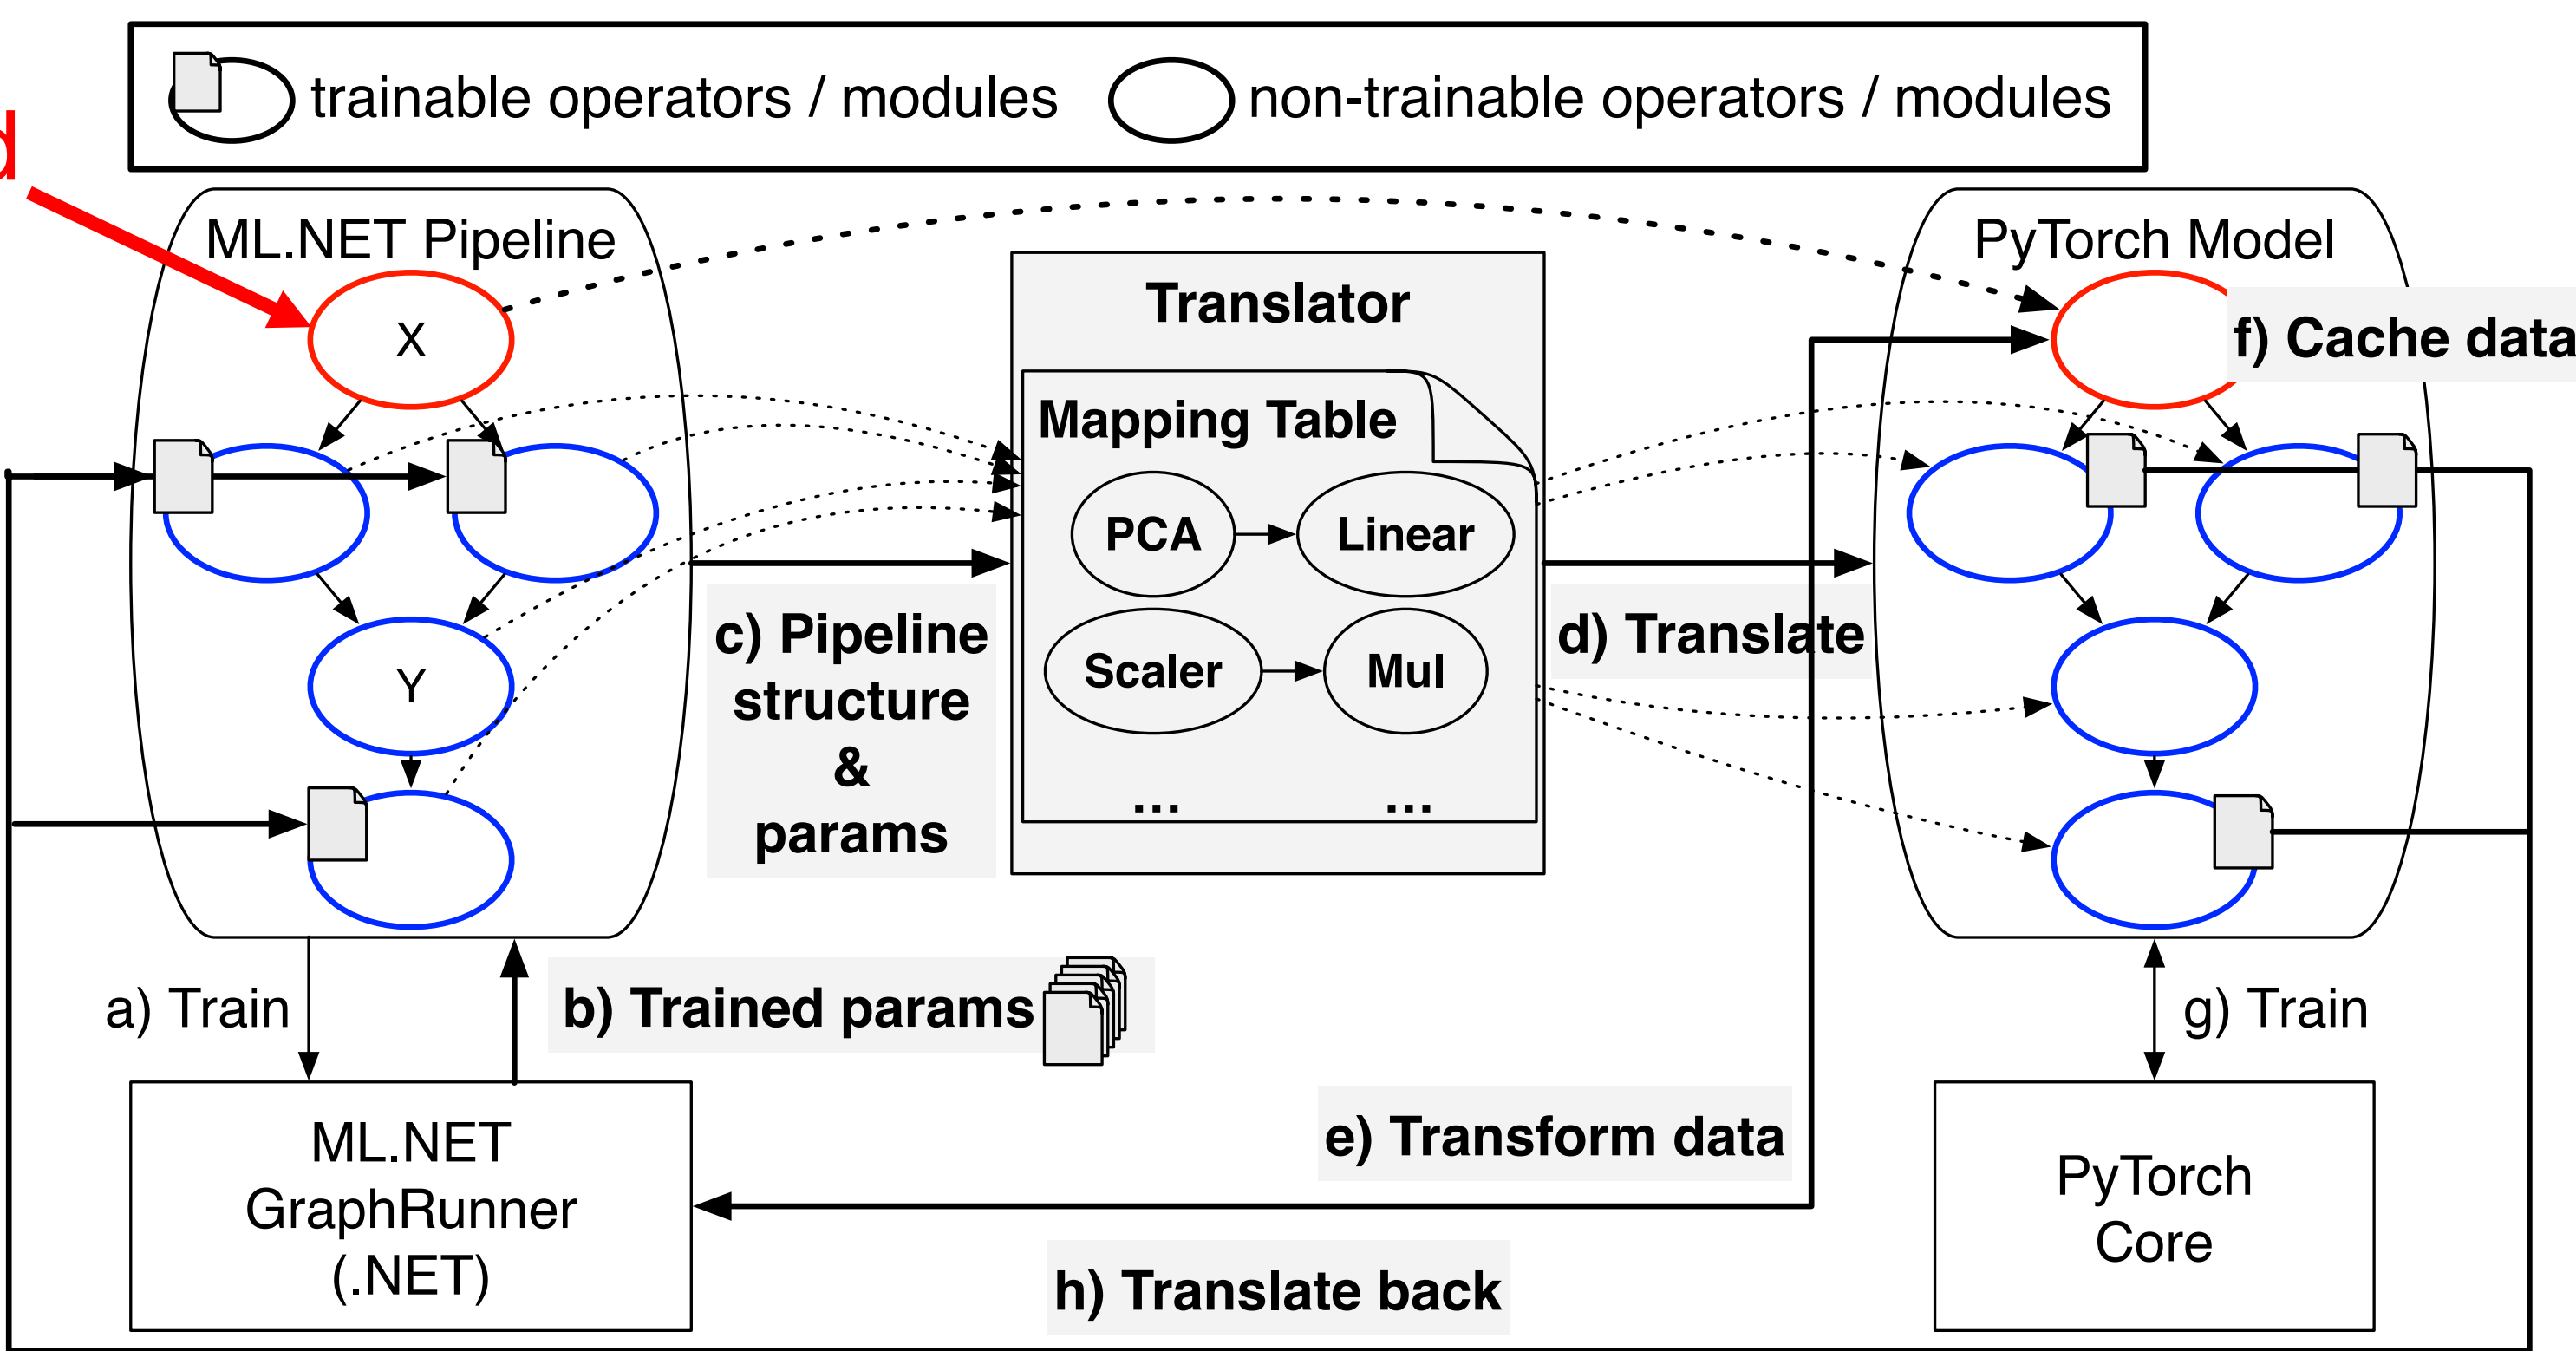 trainable operators / modules
non-trainable operators / modules
ML.NET Pipeline
X
Y
Translator
Mapping Table
PCA
Linear
Scaler
Mul
...
...
PyTorch Model
f) Cache data
c) Pipeline
structure
&
params
d) Translate
a) Train
b) Trained params
g) Train
e) Transform data
ML.NET
GraphRunner
(.NET)
PyTorch
Core
h) Translate back